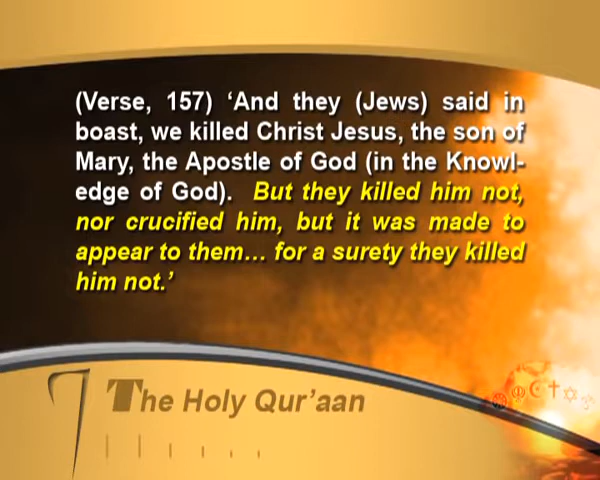 (Verse, 157) ‘And they (Jews) said in
boast, we killed Christ Jesus, the son of
Mary, the Apostle of God (in the Knowl-
edge of God). But they killed him not,
nor crucified him, but it was made to
appear to them... for a surety they killed
him not.’
The Holy Qur’aan